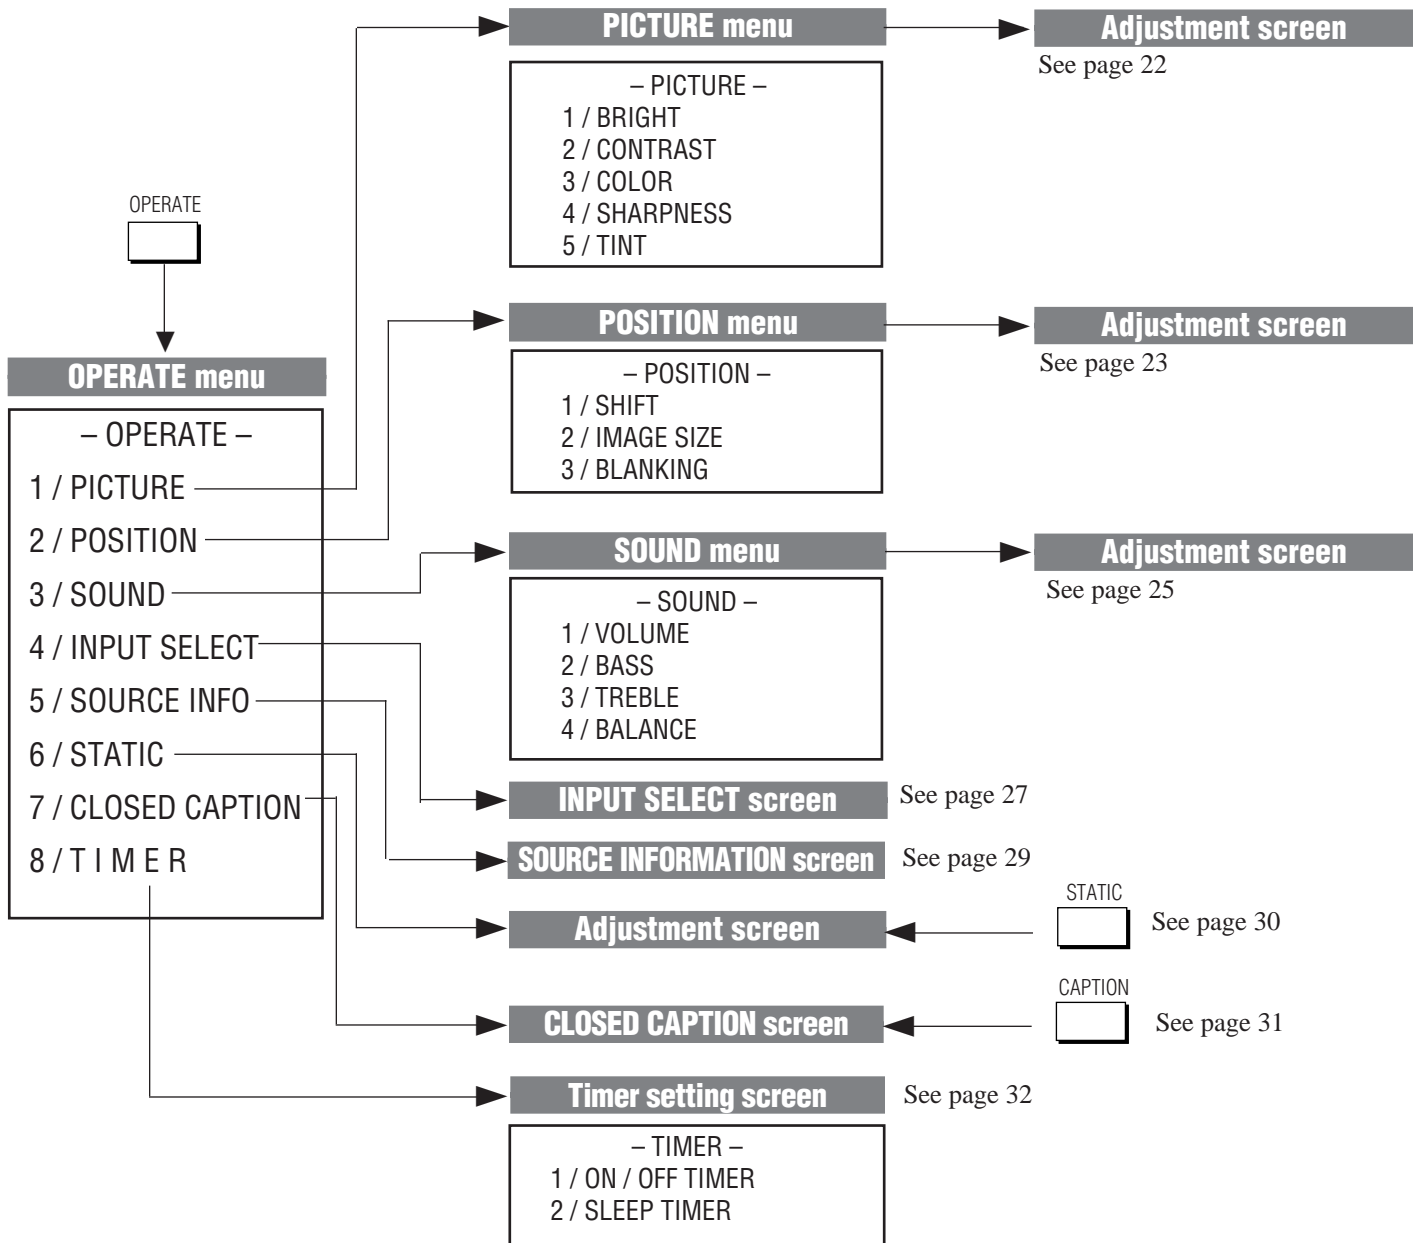 OPERATE
OPERATE menu
– OPERATE –
1 / PICTURE
2 / POSITION
3 / SOUND
4 / INPUT SELECT
5 / SOURCE INFO
6 / STATIC
7 / CLOSED CAPTION
8 / T I M E R
PICTURE menu
– PICTURE –
1 / BRIGHT
2 / CONTRAST
3 / COLOR
4 / SHARPNESS
5 / TINT
Adjustment screen
See page 22
POSITION menu
– POSITION –
1 / SHIFT
2 / IMAGE SIZE
3 / BLANKING
Adjustment screen
See page 23
SOUND menu
– SOUND –
1 / VOLUME
2 / BASS
3 / TREBLE
4 / BALANCE
Adjustment screen
See page 25
INPUT SELECT screen
See page 27
SOURCE INFORMATION screen
See page 29
Adjustment screen
STATIC
See page 30
CLOSED CAPTION screen
CAPTION
See page 31
Timer setting screen
See page 32
– TIMER –
1 / ON / OFF TIMER
2 / SLEEP TIMER